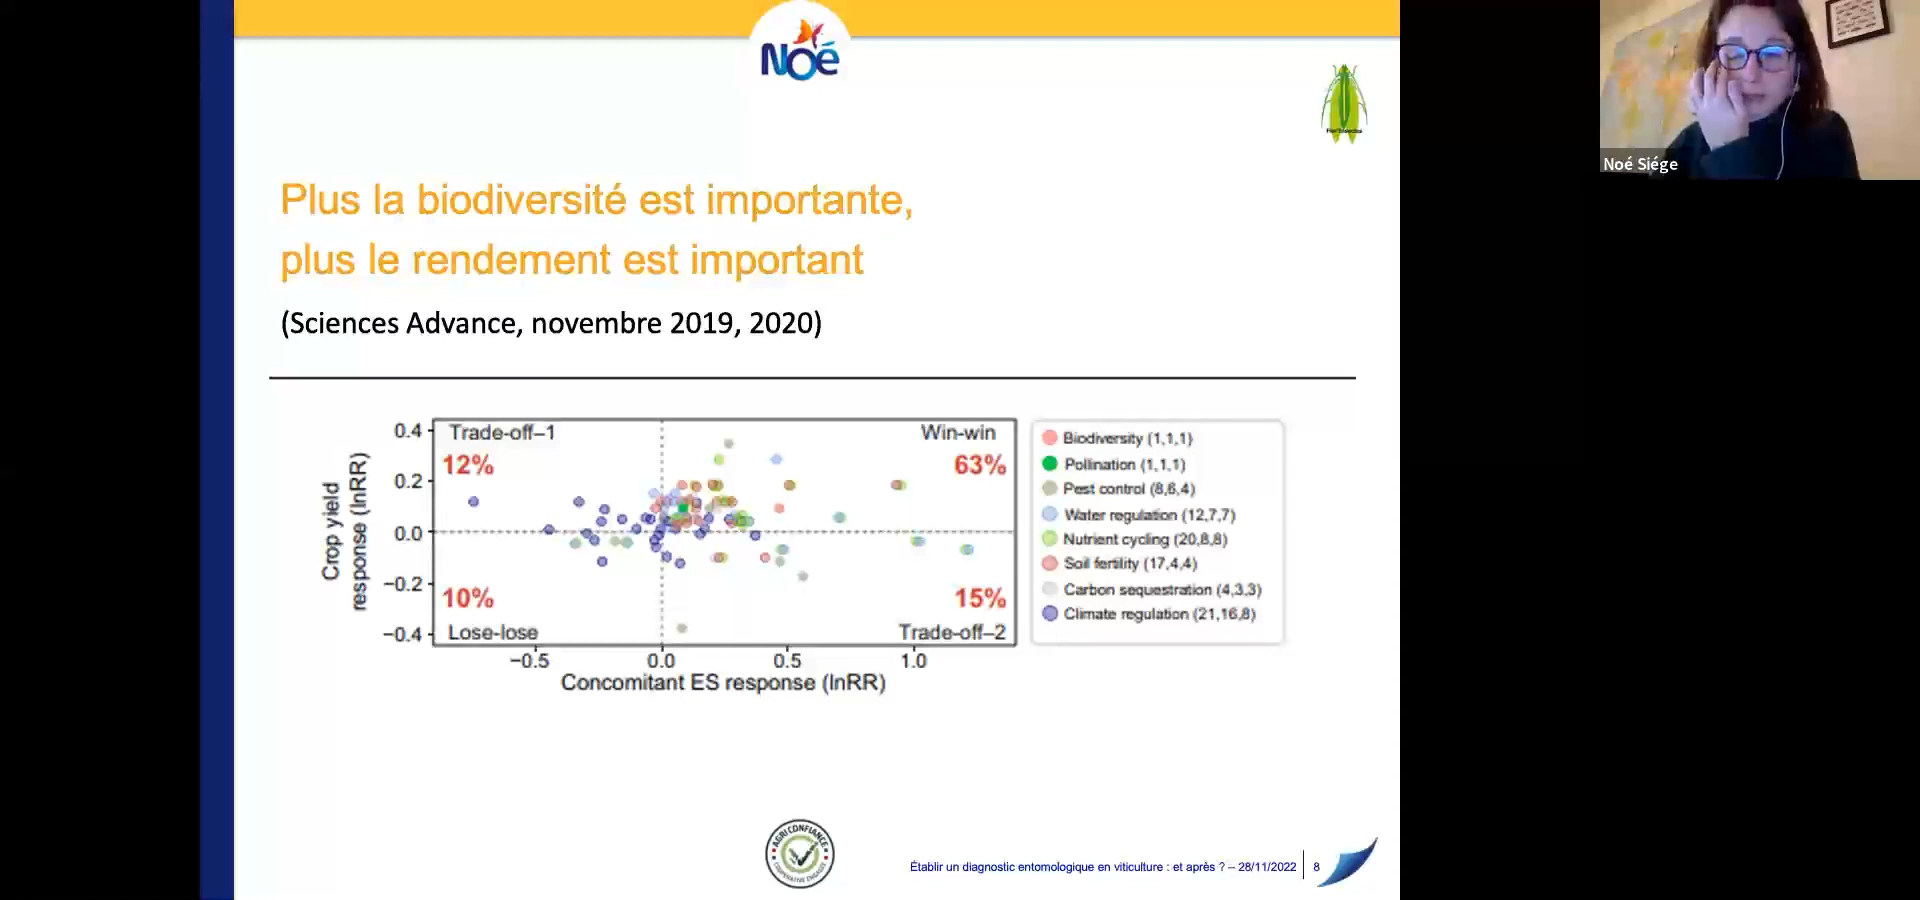 Noé
HerbInsectes
Noé Siége
Plus la biodiversité est importante,
plus le rendement est important
(Sciences Advance, novembre 2019, 2020)
Trade-off–1
12%
Win-win
63%
10%
Lose-lose
15%
Trade-off–2
0.4
0.2
0.0
−0.2
−0.4
Crop yield
response (lnRR)
−0.5
0.0
0.5
1.0
Concomitant ES response (lnRR)
Biodiversity (1,1,1)
Pollination (1,1,1)
Pest control (8,6,4)
Water regulation (12,7,7)
Nutrient cycling (20,8,8)
Soil fertility (17,4,4)
Carbon sequestration (4,3,3)
Climate regulation (21,16,8)
AGRI CONFIANCE
COOPERATIVE ENGAGÉE
Établir un diagnostic entomologique en viticulture : et après ? – 28/11/2022
8